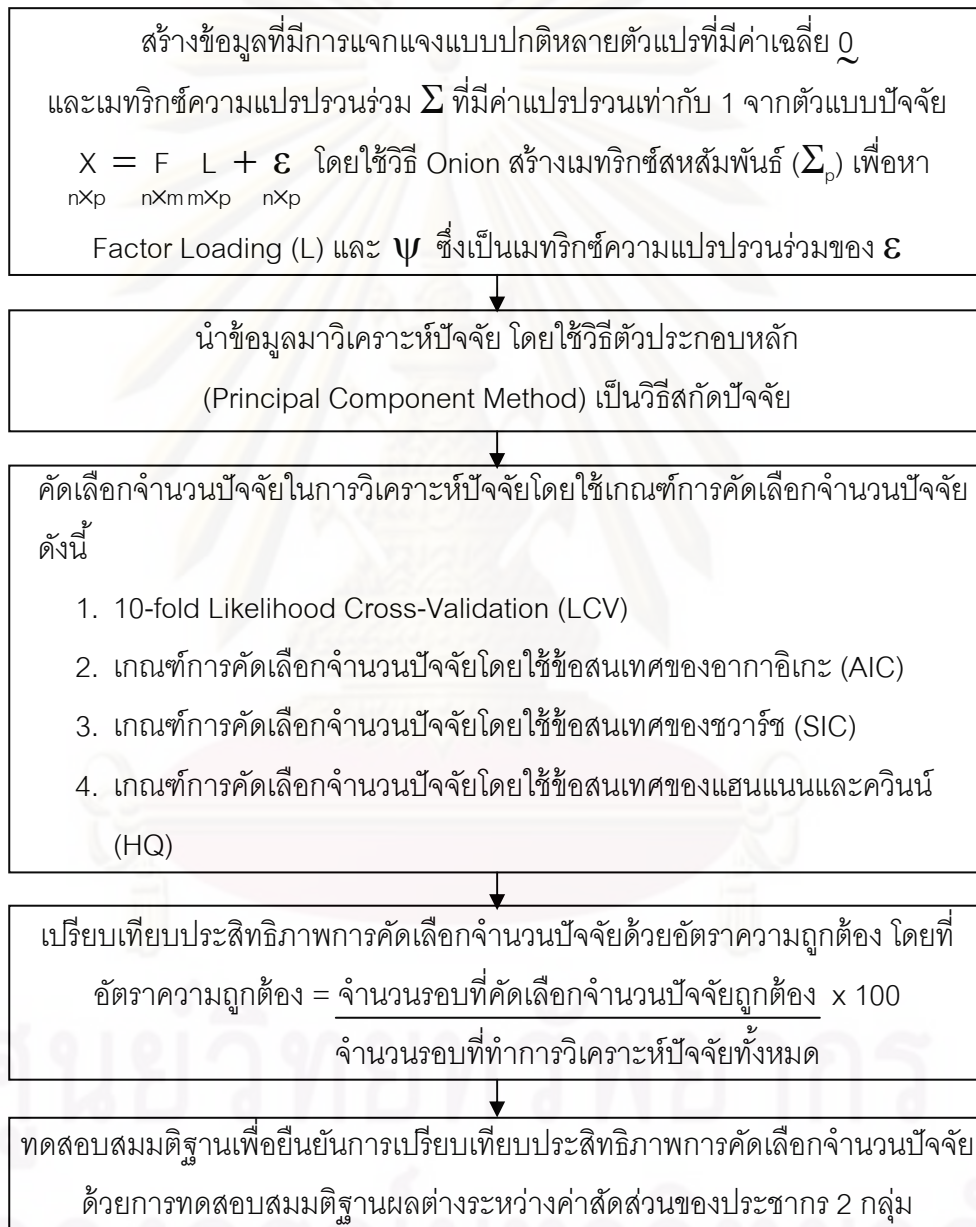 สร้างข้อมูลที่มีการแจกแจงแบบปกติหลายตัวแปรที่มีค่าเฉลี่ย 0
และเมทริกซ์ความแปรปรวนร่วม Σ ที่มีค่าแปรปรวนเท่ากับ 1 จากตัวแบบปัจจัย
X = F L + ε โดยใช้วิธี Onion สร้างเมทริกซ์สหสัมพันธ์ (Σp) เพื่อหา
n×p n×m m×p n×p
Factor Loading (L) และ ψ ซึ่งเป็นเมทริกซ์ความแปรปรวนร่วมของ ε
นำข้อมูลมาวิเคราะห์ปัจจัย โดยใช้วิธีตัวประกอบหลัก
(Principal Component Method) เป็นวิธีสกัดปัจจัย
คัดเลือกจำนวนปัจจัยในการวิเคราะห์ปัจจัยโดยใช้เกณฑ์การคัดเลือกจำนวนปัจจัย
ดังนี้
1. 10-fold Likelihood Cross-Validation (LCV)
2. เกณฑ์การคัดเลือกจำนวนปัจจัยโดยใช้ข้อสนเทศของอากาอิเกะ (AIC)
3. เกณฑ์การคัดเลือกจำนวนปัจจัยโดยใช้ข้อสนเทศของชวาร์ช (SIC)
4. เกณฑ์การคัดเลือกจำนวนปัจจัยโดยใช้ข้อสนเทศของแฮนแนนและควินน์
(HQ)
เปรียบเทียบประสิทธิภาพการคัดเลือกจำนวนปัจจัยด้วยอัตราความถูกต้อง โดยที่
อัตราความถูกต้อง = จำนวนรอบที่คัดเลือกจำนวนปัจจัยถูกต้อง x 100
จำนวนรอบที่ทำการวิเคราะห์ปัจจัยทั้งหมด
ทดสอบสมมติฐานเพื่อยืนยันการเปรียบเทียบประสิทธิภาพการคัดเลือกจำนวนปัจจัย
ด้วยการทดสอบสมมติฐานผลต่างระหว่างค่าสัดส่วนของประชากร 2 กลุ่ม
ศูนย์วิทยทรัพยากร